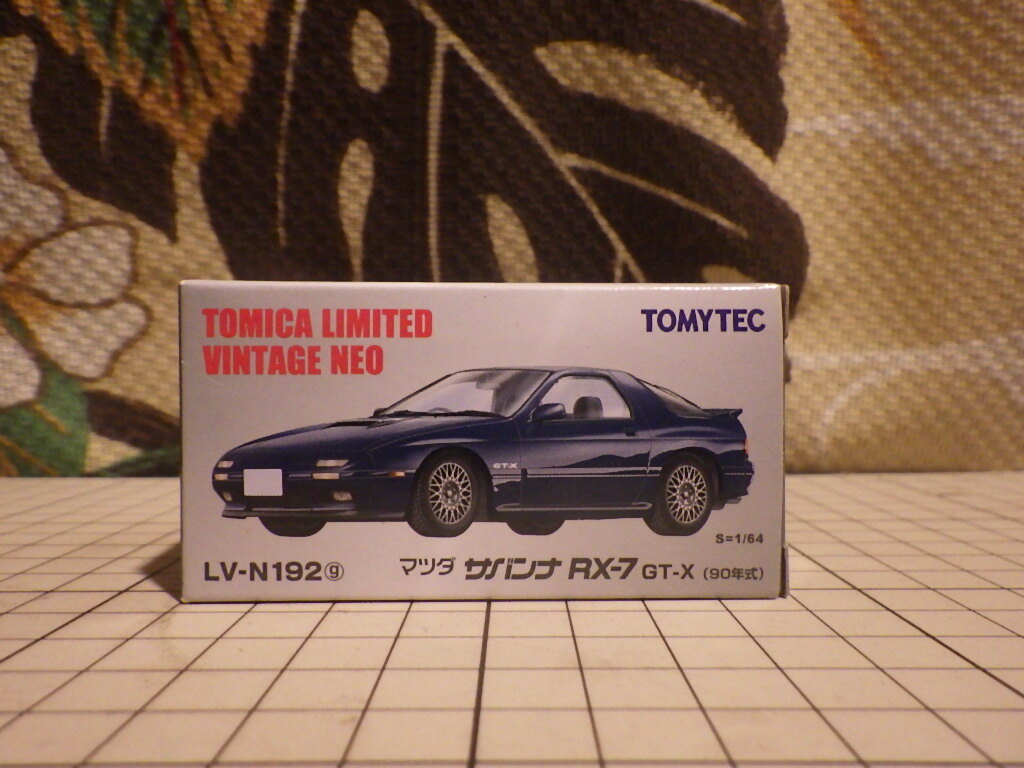 TOMICA LIMITED
VINTAGE NEO
TOMYTEC
GT-X
S=1/64
LV-N192ⓖ
マツダ サバンナ RX-7 GT-X (90年式)